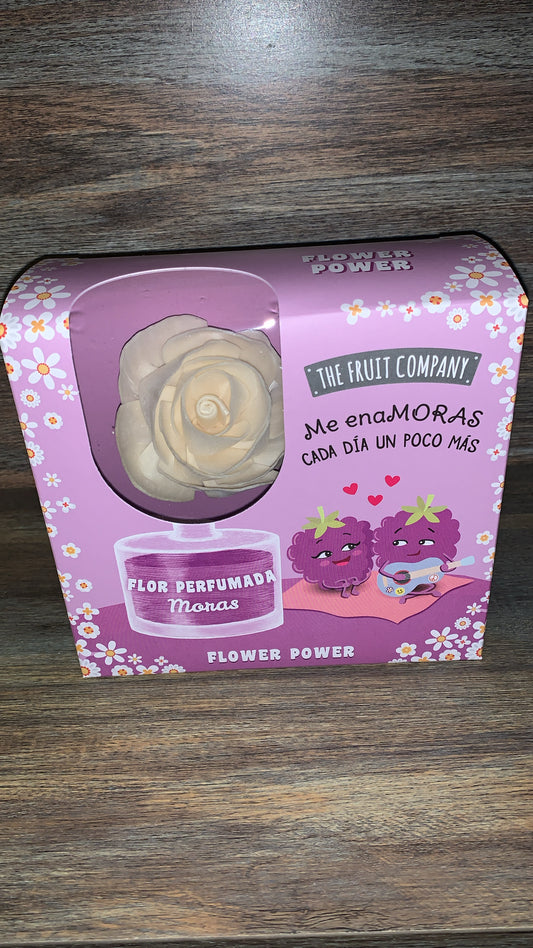 FLOWER
POWER
THE FRUIT COMPANY
Me enaMORAS
CADA DÍA UN POCO MÁS
FLOR PERFUMADA
Moras
FLOWER POWER